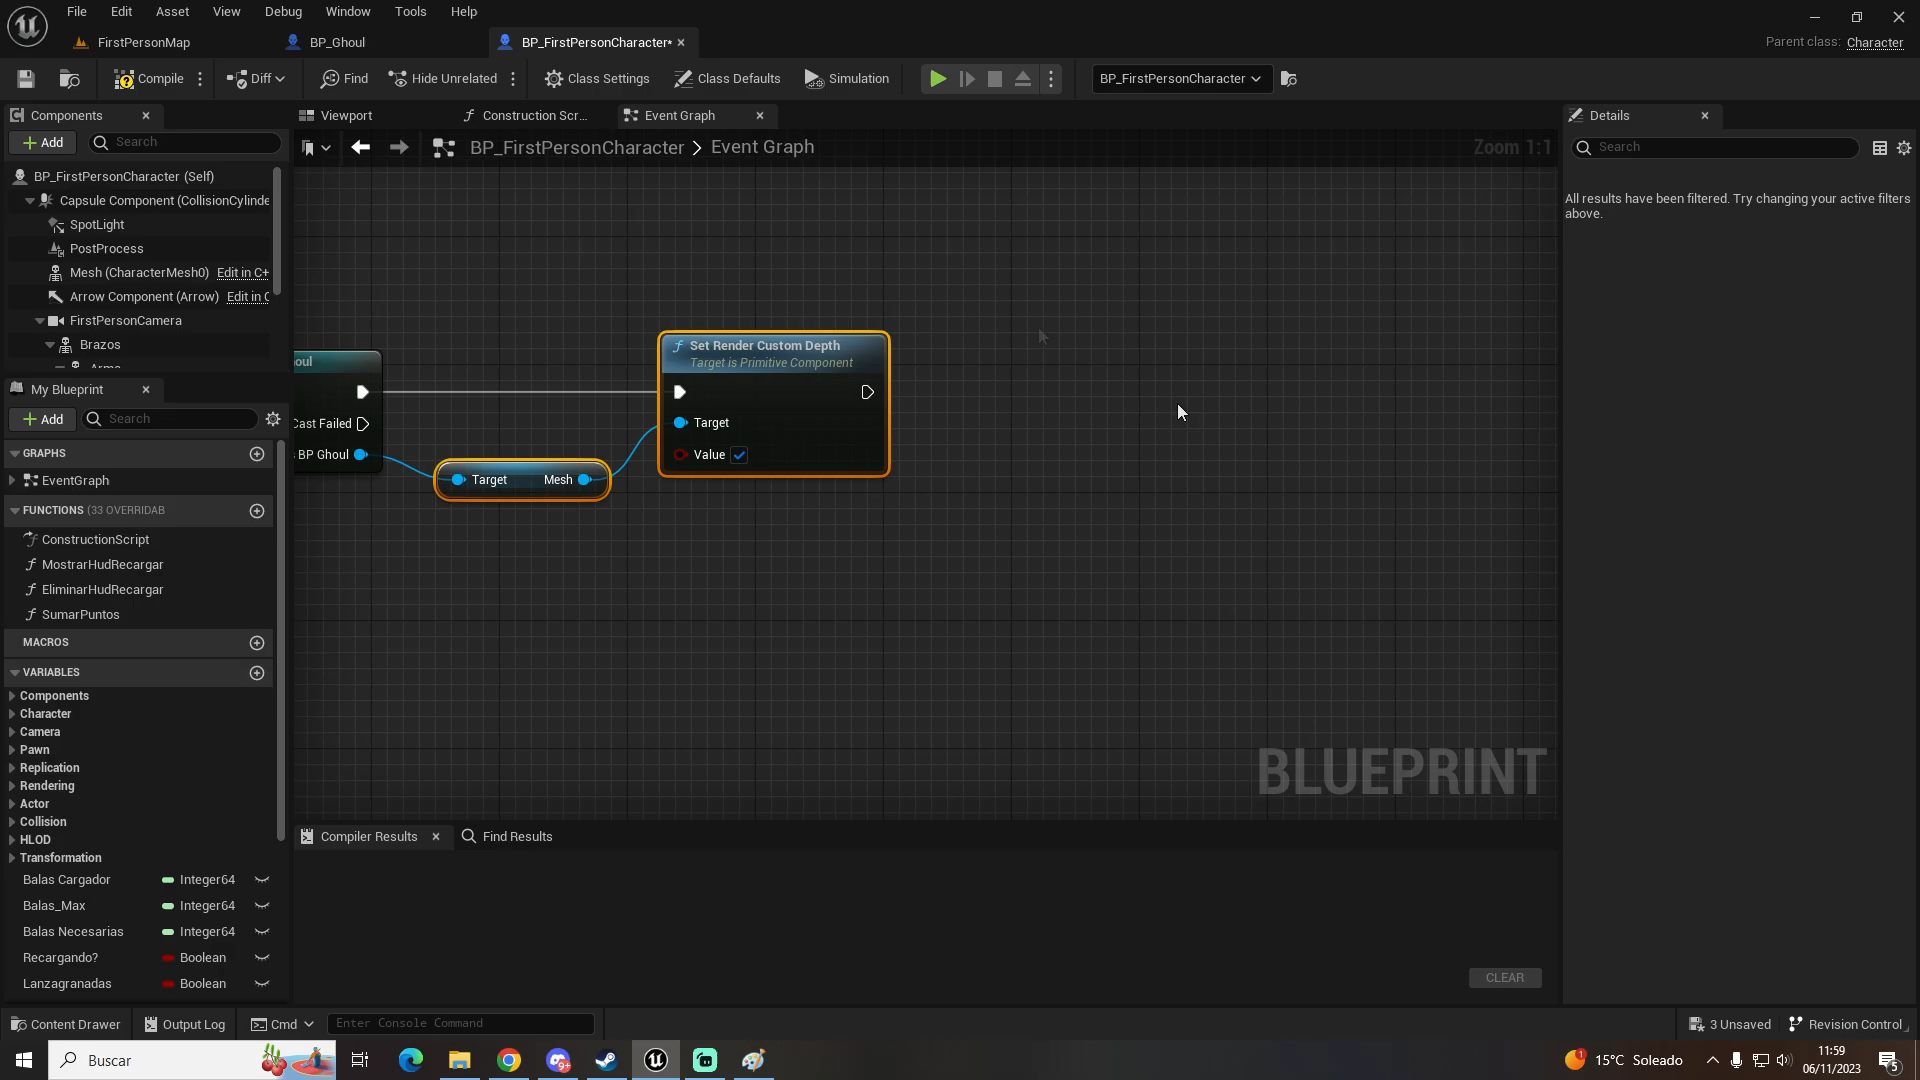 File Edit Asset View Debug Window Tools Help
FirstPersonMap BP_Ghoul BP_FirstPersonCharacter* Parent class: Character
Compile Diff Find Hide Unrelated Class Settings Class Defaults Simulation BP_FirstPersonCharacter
Components Viewport Construction Scr... Event Graph Details
Add Search BP_FirstPersonCharacter > Event Graph Zoom 1:1 Search
BP_FirstPersonCharacter (Self)
Capsule Component (CollisionCylinde
SpotLight
PostProcess
Mesh (CharacterMesh0) Edit in C+
Arrow Component (Arrow) Edit in C
FirstPersonCamera
Brazos
All results have been filtered. Try changing your active filters
above.
oul
Cast Failed
BP Ghoul
Target Mesh
Set Render Custom Depth
Target is Primitive Component
Target
Value
BLUEPRINT
My Blueprint
Add Search
GRAPHS
EventGraph
FUNCTIONS (33 OVERRIDAB
ConstructionScript
MostrarHudRecargar
EliminarHudRecargar
SumarPuntos
MACROS
VARIABLES
Components
Character
Camera
Pawn
Replication
Rendering
Actor
Collision
HLOD
Transformation
Balas Cargador Integer64
Balas_Max Integer64
Balas Necesarias Integer64
Recargando? Boolean
Lanzagranadas Boolean
Compiler Results Find Results
CLEAR
Content Drawer Output Log Cmd Enter Console Command 3 Unsaved Revision Control
Buscar 9+ 1 15°C Soleado 11:59
06/11/2023 5